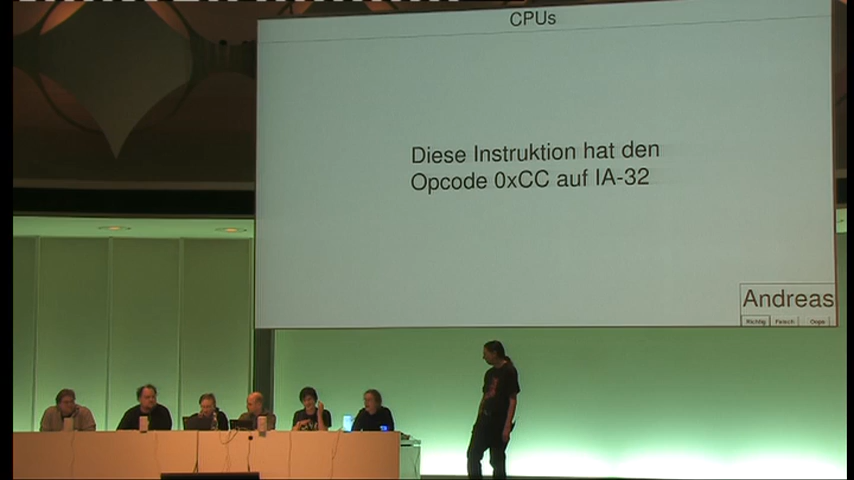 CPUs
Diese Instruktion hat den
Opcode 0xCC auf IA-32
Andreas
Richtig Falsch Oops